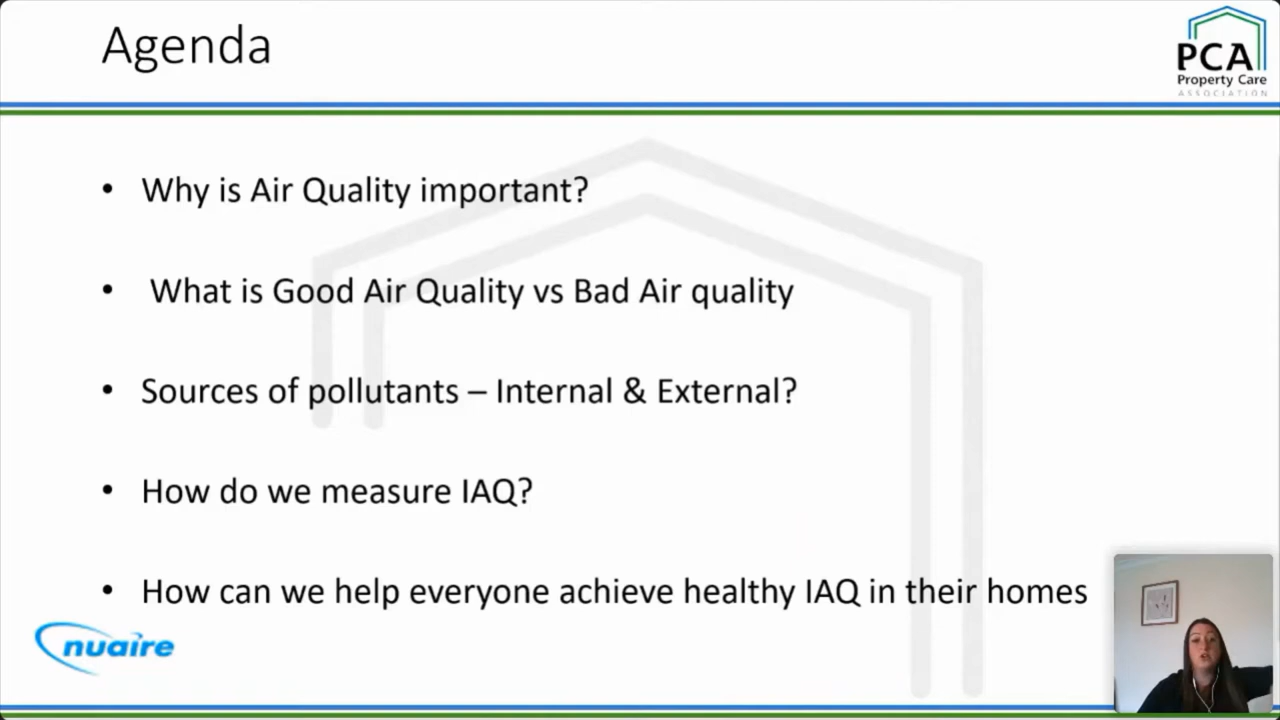 Agenda
PCA
Property Care
ASSOCIATION
• Why is Air Quality important?
• What is Good Air Quality vs Bad Air quality
• Sources of pollutants – Internal & External?
• How do we measure IAQ?
• How can we help everyone achieve healthy IAQ in their homes
nuaire